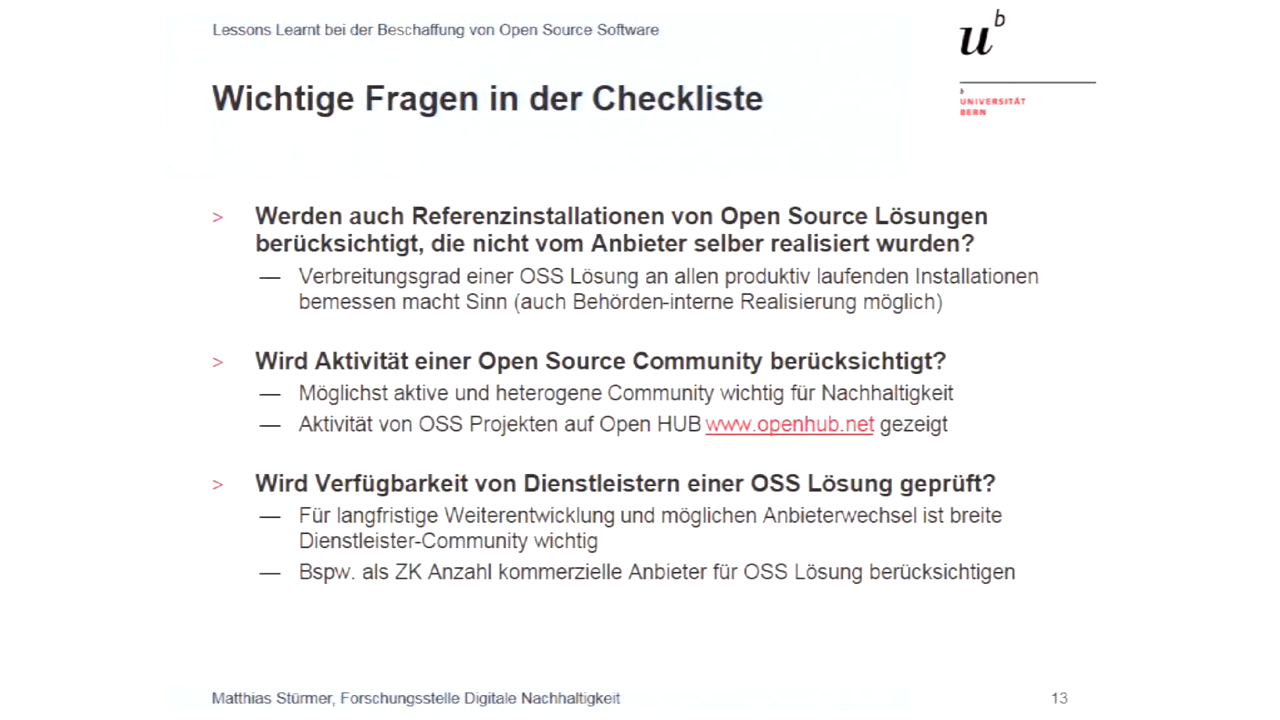 Lessons Learnt bei der Beschaffung von Open Source Software
u b
Wichtige Fragen in der Checkliste
b
UNIVERSITÄT
BERN
> Werden auch Referenzinstallationen von Open Source Lösungen
berücksichtigt, die nicht vom Anbieter selber realisiert wurden?
— Verbreitungsgrad einer OSS Lösung an allen produktiv laufenden Installationen
bemessen macht Sinn (auch Behörden-interne Realisierung möglich)
> Wird Aktivität einer Open Source Community berücksichtigt?
— Möglichst aktive und heterogene Community wichtig für Nachhaltigkeit
— Aktivität von OSS Projekten auf Open HUB www.openhub.net gezeigt
> Wird Verfügbarkeit von Dienstleistern einer OSS Lösung geprüft?
— Für langfristige Weiterentwicklung und möglichen Anbieterwechsel ist breite
Dienstleister-Community wichtig
— Bspw. als ZK Anzahl kommerzielle Anbieter für OSS Lösung berücksichtigen
Matthias Stürmer, Forschungsstelle Digitale Nachhaltigkeit
13